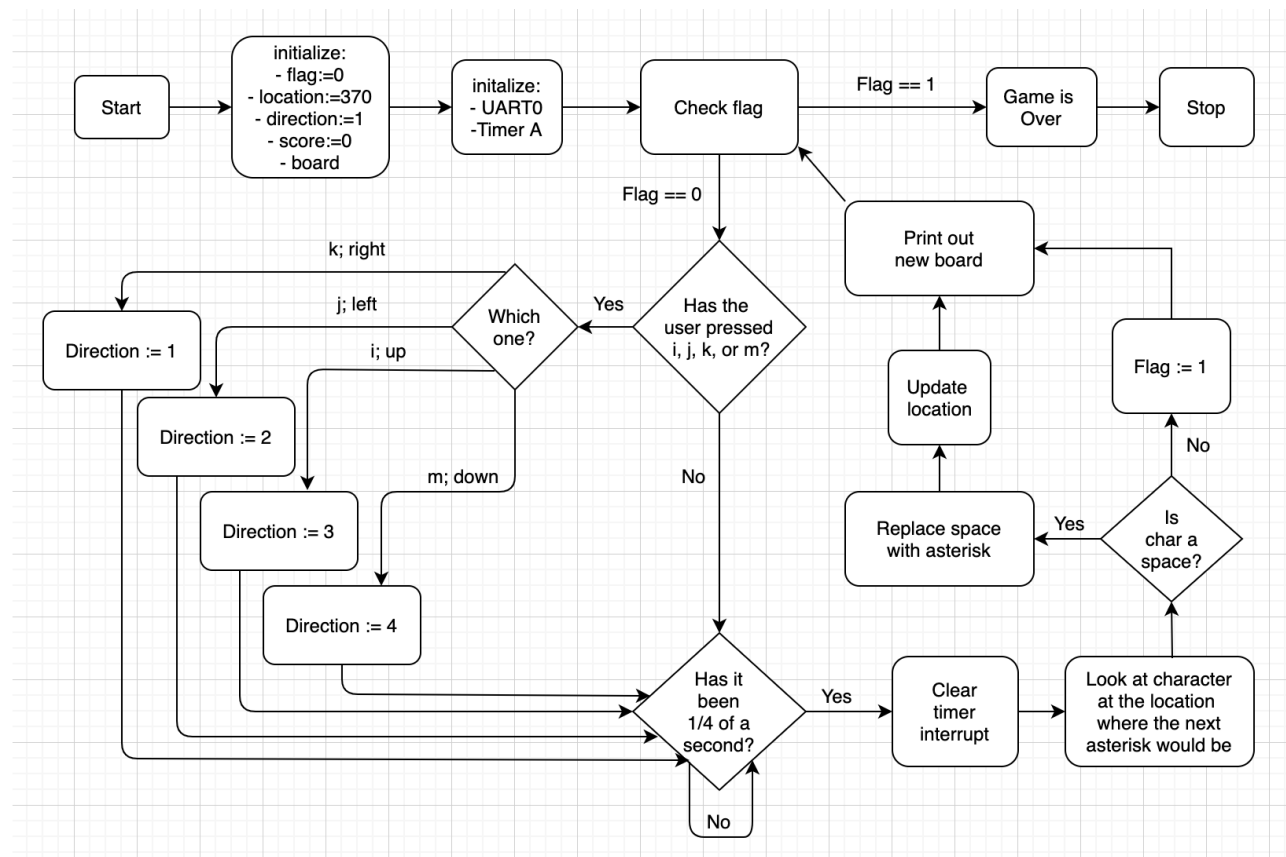 Start
initialize:
- flag:=0
- location:=370
- direction:=1
- score:=0
- board
initalize:
- UART0
-Timer A
Check flag
Flag == 1
Game is
Over
Stop
Flag == 0
Print out
new board
k; right
j; left
i; up
m; down
Which
one?
Yes
Has the
user pressed
i, j, k, or m?
No
Direction := 1
Direction := 2
Direction := 3
Direction := 4
Update
location
Flag := 1
No
Replace space
with asterisk
Yes
Is
char a
space?
Has it
been
1/4 of a
second?
No
Yes
Clear
timer
interrupt
Look at character
at the location
where the next
asterisk would be